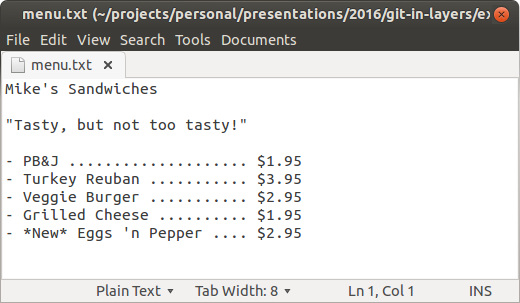 menu.txt (~/projects/personal/presentations/2016/git-in-layers/ex
File Edit View Search Tools Documents
menu.txt ×
Mike's Sandwiches
"Tasty, but not too tasty!"
- PB&J .................... $1.95
- Turkey Reuban ........... $3.95
- Veggie Burger ........... $2.95
- Grilled Cheese .......... $1.95
- *New* Eggs 'n Pepper .... $2.95
Plain Text Tab Width: 8 Ln 1, Col 1 INS